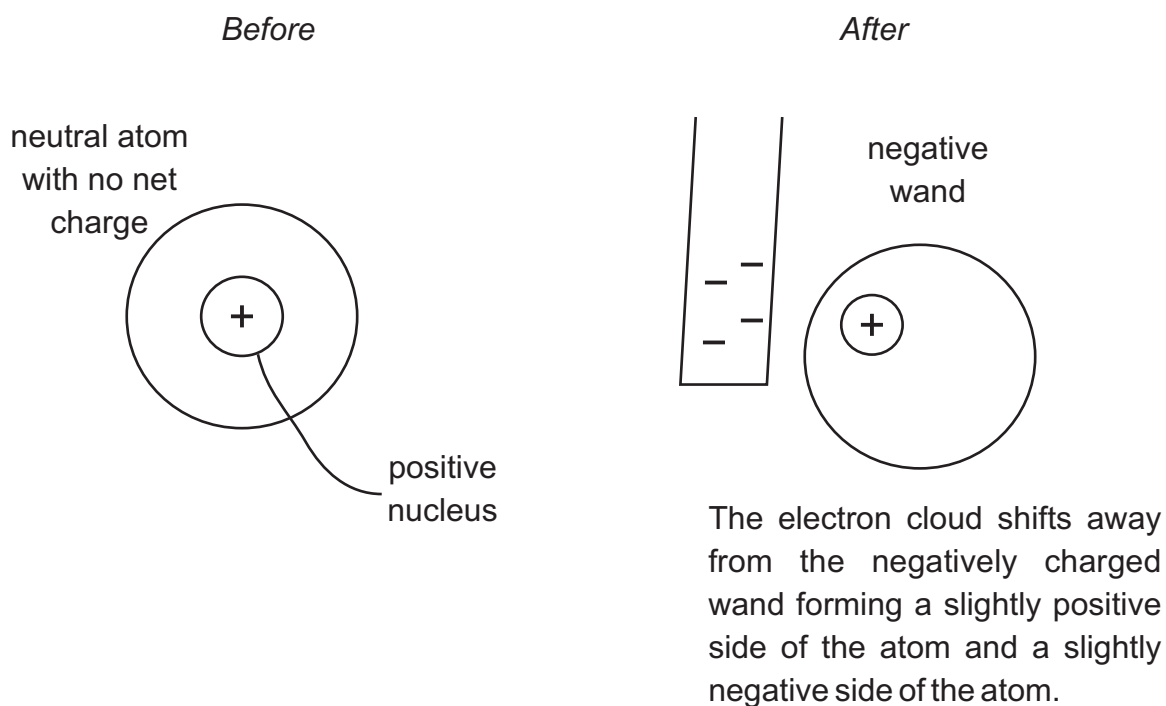 Before
After
neutral atom
with no net
charge
+
positive
nucleus
negative
wand
− −
− −
+
The electron cloud shifts away
from the negatively charged
wand forming a slightly positive
side of the atom and a slightly
negative side of the atom.